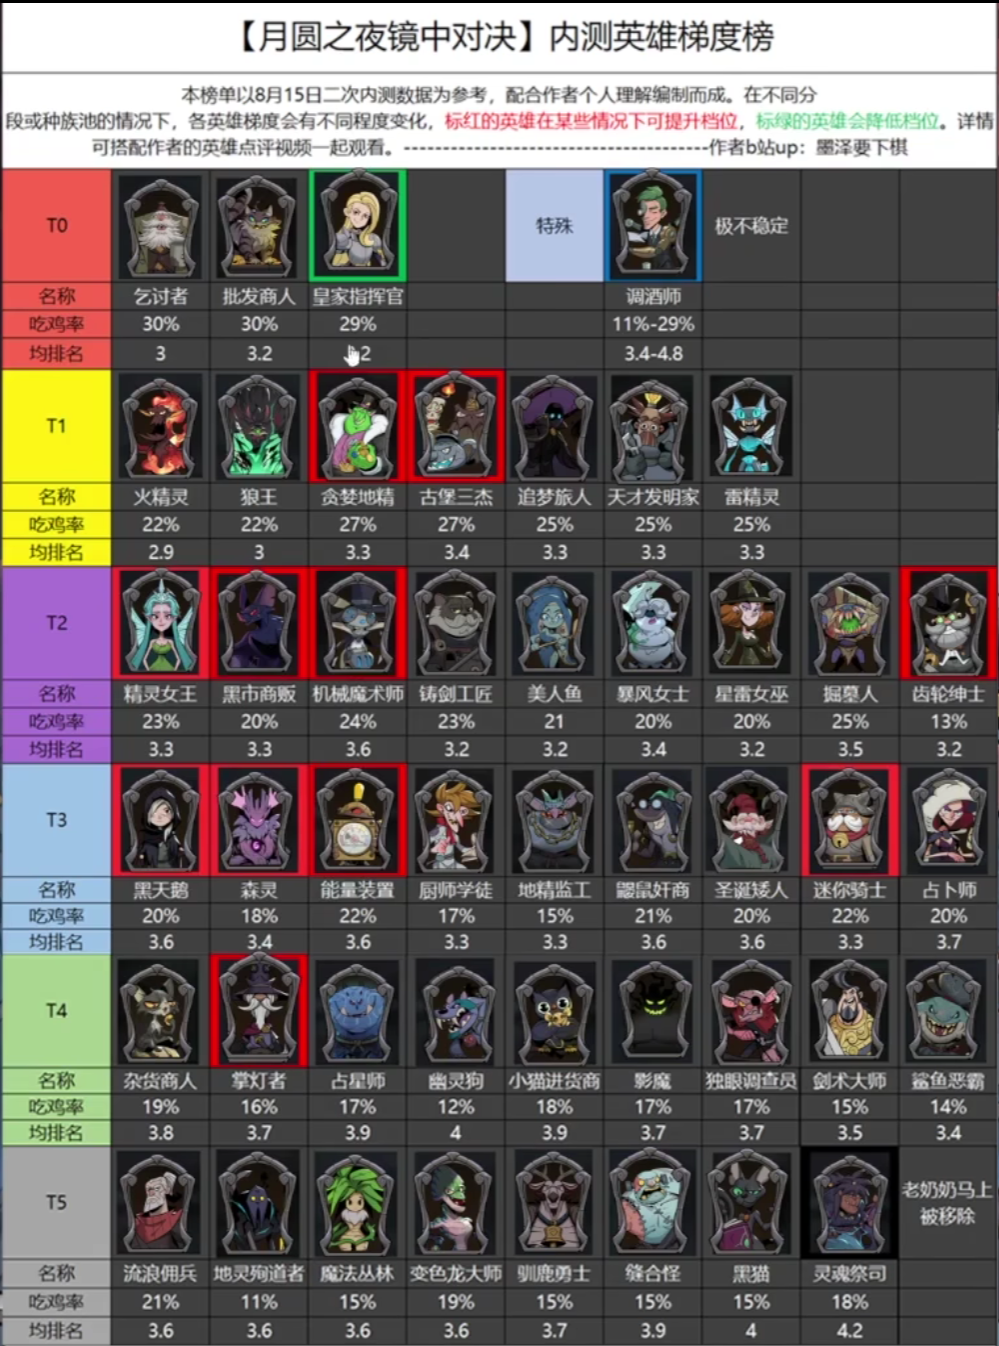 【月圆之夜镜中对决】内测英雄梯度榜
本榜单以8月15日二次内测数据为参考，配合作者个人理解编制而成。在不同分
段或种族池的情况下，各英雄梯度会有不同程度变化，标红的英雄在某些情况下可提升档位，标绿的英雄会降低档位。详情
可搭配作者的英雄点评视频一起观看。--------------------------------------作者b站up：墨泽要下棋
T0 特殊 极不稳定
名称 乞讨者 批发商人 皇家指挥官 调酒师
吃鸡率 30% 30% 29% 11%-29%
均排名 3 3.2 2 3.4-4.8
T1
名称 火精灵 狼王 贪婪地精 古堡三杰 追梦旅人 天才发明家 雷精灵
吃鸡率 22% 22% 27% 27% 25% 25% 25%
均排名 2.9 3 3.3 3.4 3.3 3.3 3.3
T2
名称 精灵女王 黑市商贩 机械魔术师 铸剑工匠 美人鱼 暴风女士 星雷女巫 掘墓人 齿轮绅士
吃鸡率 23% 20% 24% 23% 21 20% 20% 25% 13%
均排名 3.3 3.3 3.6 3.2 3.2 3.4 3.2 3.5 3.2
T3
名称 黑天鹅 森灵 能量装置 厨师学徒 地精监工 鼹鼠奸商 圣诞矮人 迷你骑士 占卜师
吃鸡率 20% 18% 22% 17% 15% 21% 20% 22% 20%
均排名 3.6 3.4 3.6 3.3 3.3 3.6 3.6 3.3 3.7
T4
名称 杂货商人 掌灯者 占星师 幽灵狗 小猫进货商 影魔 独眼调查员 剑术大师 鲨鱼恶霸
吃鸡率 19% 16% 17% 12% 18% 17% 17% 15% 14%
均排名 3.8 3.7 3.9 4 3.9 3.7 3.7 3.5 3.4
T5 老奶奶马上
被移除
名称 流浪佣兵 地灵殉道者 魔法丛林 变色龙大师 驯鹿勇士 缝合怪 黑猫 灵魂祭司
吃鸡率 21% 11% 15% 19% 15% 15% 15% 18%
均排名 3.6 3.6 3.6 3.6 3.7 3.9 4 4.2